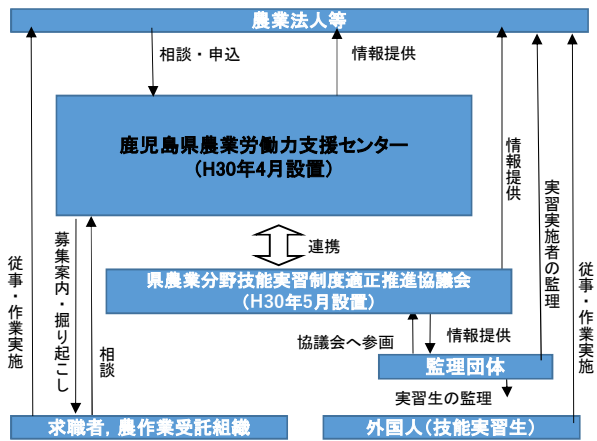 農業法人等
相談・申込
情報提供
鹿児島県農業労働力支援センター
（H30年4月設置）
情報提供
実習実施者の監理
従事・作業実施
募集案内・掘り起こし
相談
連携
従事・作業実施
県農業分野技能実習制度適正推進協議会
（H30年5月設置）
協議会へ参画
情報提供
監理団体
実習生の監理
求職者，農作業受託組織
外国人（技能実習生）